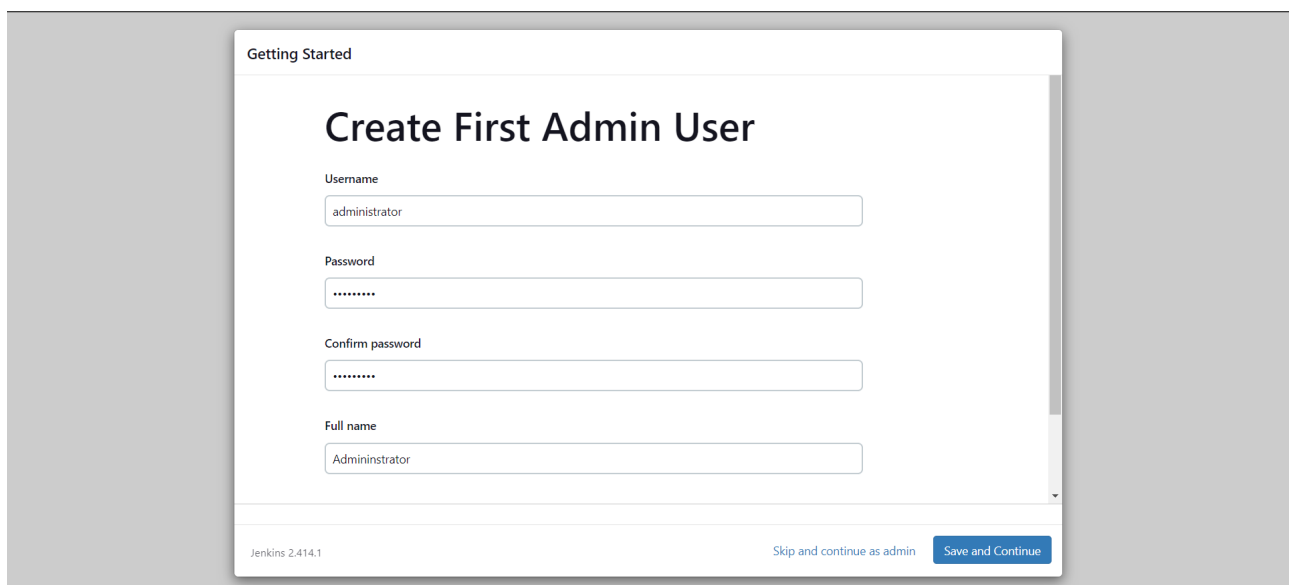 Getting Started
Create First Admin User
Username
administrator
Password
•••••••••
Confirm password
•••••••••
Full name
Admininstrator
Jenkins 2.414.1
Skip and continue as admin
Save and Continue